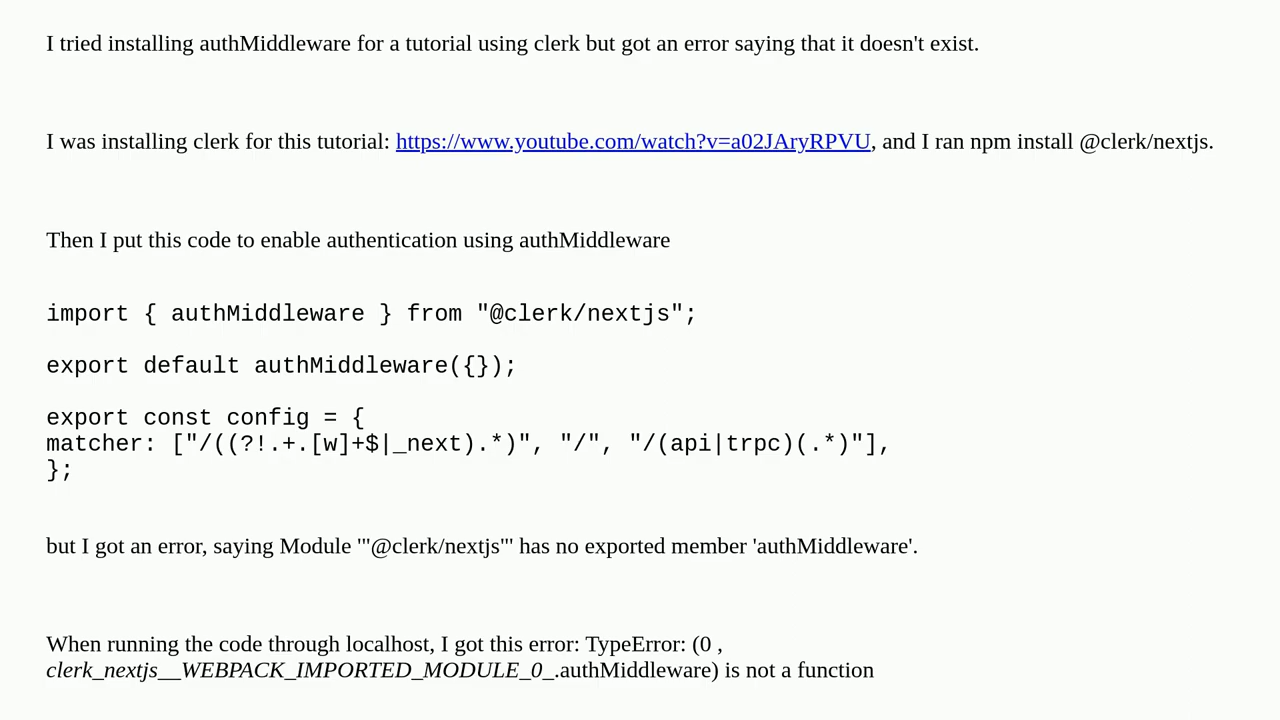 I tried installing authMiddleware for a tutorial using clerk but got an error saying that it doesn't exist.
I was installing clerk for this tutorial: https://www.youtube.com/watch?v=a02JAryRPVU, and I ran npm install @clerk/nextjs.
Then I put this code to enable authentication using authMiddleware
import { authMiddleware } from "@clerk/nextjs";
export default authMiddleware({});
export const config = {
matcher: ["/((?!.+.[w]+$|_next).*)", "/", "/(api|trpc)(.*)"],
};
but I got an error, saying Module '"@clerk/nextjs"' has no exported member 'authMiddleware'.
When running the code through localhost, I got this error: TypeError: (0 ,
clerk_nextjs__WEBPACK_IMPORTED_MODULE_0_.authMiddleware) is not a function